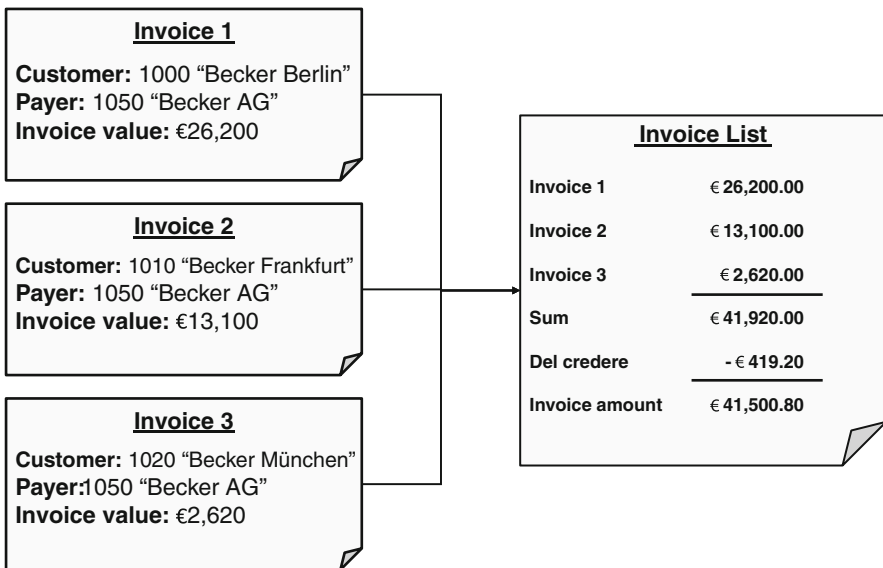 Invoice 1
Customer: 1000 “Becker Berlin”
Payer: 1050 “Becker AG”
Invoice value: €26,200
Invoice 2
Customer: 1010 “Becker Frankfurt”
Payer: 1050 “Becker AG”
Invoice value: €13,100
Invoice 3
Customer: 1020 “Becker München”
Payer:1050 “Becker AG”
Invoice value: €2,620
Invoice List
Invoice 1 € 26,200.00
Invoice 2 € 13,100.00
Invoice 3 € 2,620.00
Sum € 41,920.00
Del credere - € 419.20
Invoice amount € 41,500.80